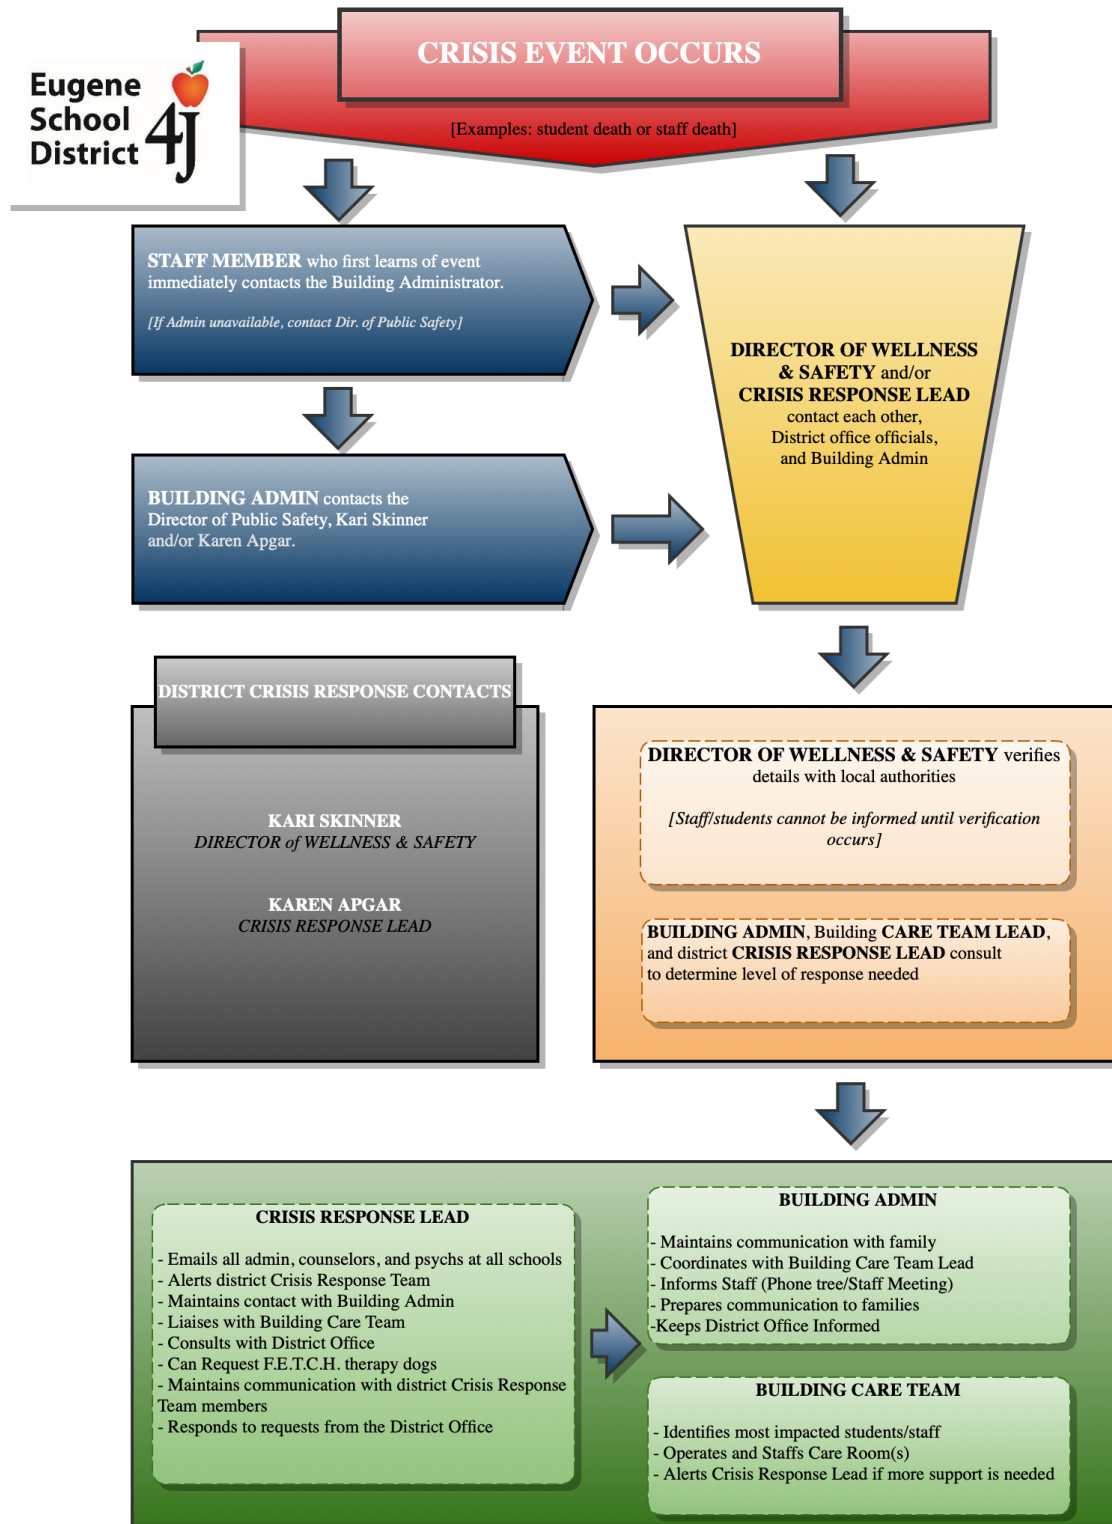 CRISIS EVENT OCCURS
[Examples: student death or staff death]
Eugene
School
District 4J
STAFF MEMBER who first learns of event
immediately contacts the Building Administrator.
[If Admin unavailable, contact Dir. of Public Safety]
DIRECTOR OF WELLNESS
& SAFETY and/or
CRISIS RESPONSE LEAD
contact each other,
District office officials,
and Building Admin
BUILDING ADMIN contacts the
Director of Public Safety, Kari Skinner
and/or Karen Apgar.
DISTRICT CRISIS RESPONSE CONTACTS
KARI SKINNER
DIRECTOR of WELLNESS & SAFETY
KAREN APGAR
CRISIS RESPONSE LEAD
DIRECTOR OF WELLNESS & SAFETY verifies
details with local authorities
[Staff/students cannot be informed until verification
occurs]
BUILDING ADMIN, Building CARE TEAM LEAD,
and district CRISIS RESPONSE LEAD consult
to determine level of response needed
CRISIS RESPONSE LEAD
- Emails all admin, counselors, and psychs at all schools
- Alerts district Crisis Response Team
- Maintains contact with Building Admin
- Liaises with Building Care Team
- Consults with District Office
- Can Request F.E.T.C.H. therapy dogs
- Maintains communication with district Crisis Response
Team members
- Responds to requests from the District Office
BUILDING ADMIN
- Maintains communication with family
- Coordinates with Building Care Team Lead
- Informs Staff (Phone tree/Staff Meeting)
- Prepares communication to families
-Keeps District Office Informed
BUILDING CARE TEAM
- Identifies most impacted students/staff
- Operates and Staffs Care Room(s)
- Alerts Crisis Response Lead if more support is needed